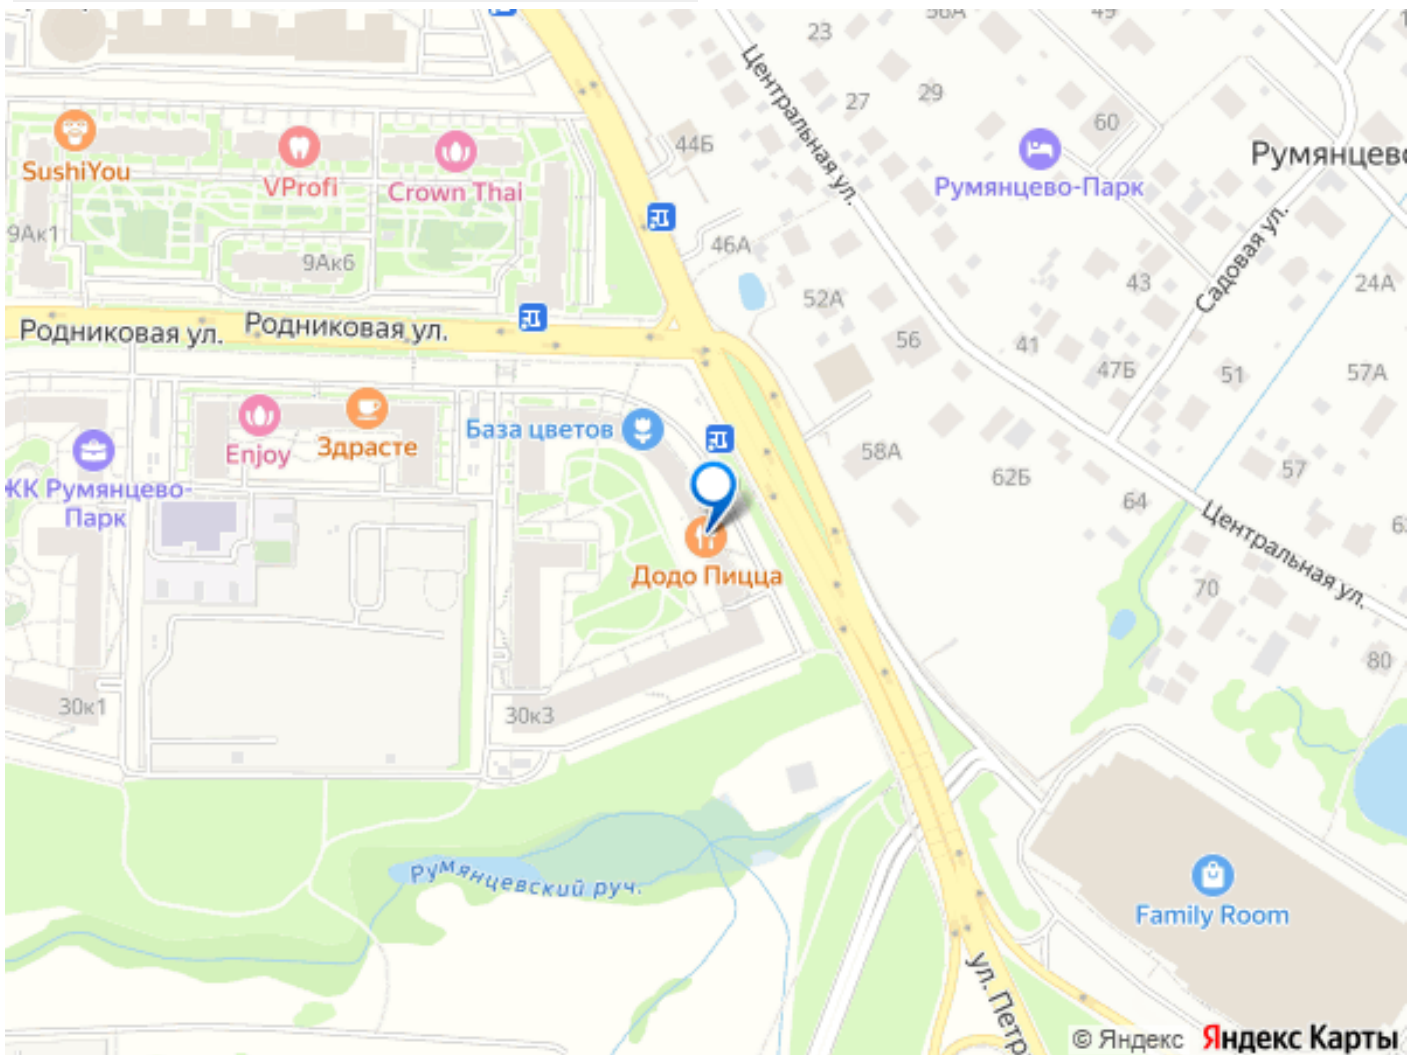 23
49
Центральная ул.
27
29
60
44Б
SushiYou
VProfi
Crown Thai
Румянцево-Парк
Румянцево
9Ак1
9Ак6
46А
52А
43
Садовая ул.
24А
Родниковая ул.
Родниковая ул.
56
41
47Б
51
57А
Enjoy
Здрасте
База цветов
58А
62Б
57
64
ЖК Румянцево-
Парк
Центральная ул.
Додо Пицца
70
80
30к1
30к3
Румянцевский руч.
Family Room
ул. Петр
© Яндекс Яндекс Карты